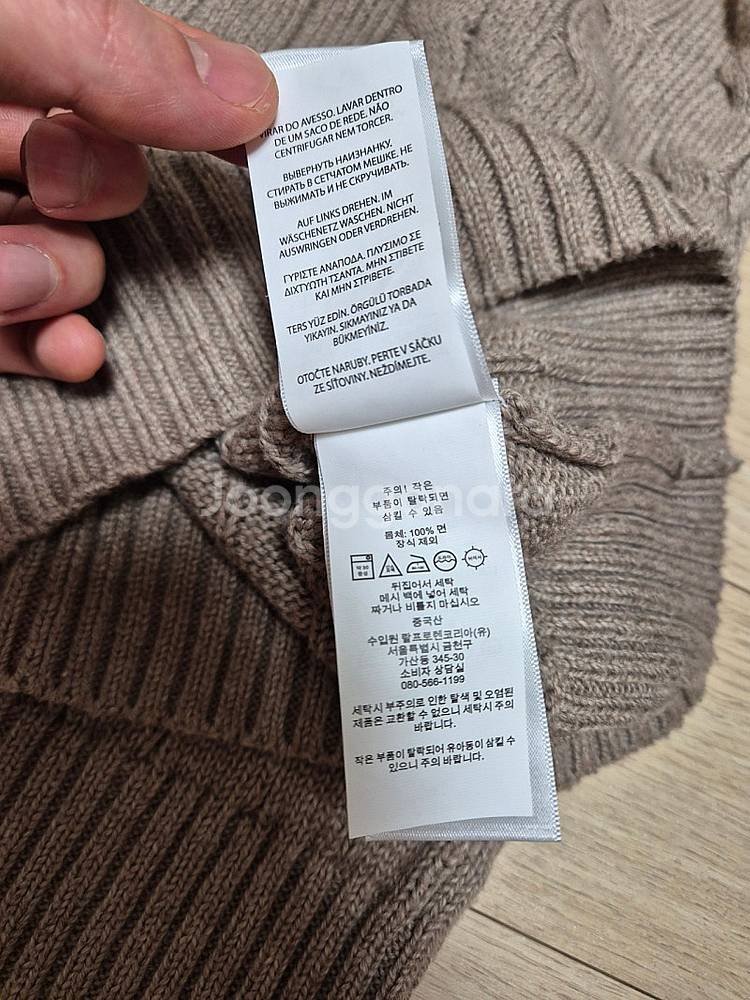 VIRAR DO AVESSO. LAVAR DENTRO
DE UM SACO DE REDE. NÃO
CENTRIFUGAR NEM TORCER.
ВЫВЕРНУТЬ НАИЗНАНКУ.
СТИРАТЬ В СЕТЧАТОМ МЕШКЕ. НЕ
ВЫЖИМАТЬ И НЕ СКРУЧИВАТЬ.
AUF LINKS DREHEN. IM
WÄSCHENETZ WASCHEN. NICHT
AUSWRINGEN ODER VERDREHEN.
ΓΥΡΙΣΤΕ ΑΝΑΠΟΔΑ. ΠΛΥΣΙΜΟ ΣΕ
ΔΙΧΤΥΩΤΗ ΤΣΑΝΤΑ. ΜΗΝ ΣΤΙΒΕΤΕ
ΚΑΙ ΜΗΝ ΣΤΡΙΒΕΤΕ.
TERS YÜZ EDİN. ÖRGÜLÜ TORBADA
YIKAYIN. SIKMAYINIZ YA DA
BÜKMEYİNİZ.
OTOČTE NARUBY. PERTE V SÁČKU
ZE SÍŤOVINY. NEŽDÍMEJTE.
주의! 작은
부품이 탈락되면
삼킬 수 있음
몸체: 100% 면
장식 제외
약 30
중성
뒤집어서 세탁
메시 백에 넣어 세탁
짜거나 비틀지 마십시오
중국산
수입원 랄프로렌코리아(유)
서울특별시 금천구
가산동 345-30
소비자 상담실
080-566-1199
세탁시 부주의로 인한 탈색 및 오염된
제품은 교환할 수 없으니 세탁시 주의
바랍니다.
작은 부품이 탈락되어 유아동이 삼킬 수
있으니 주의 바랍니다.
Joonggonara